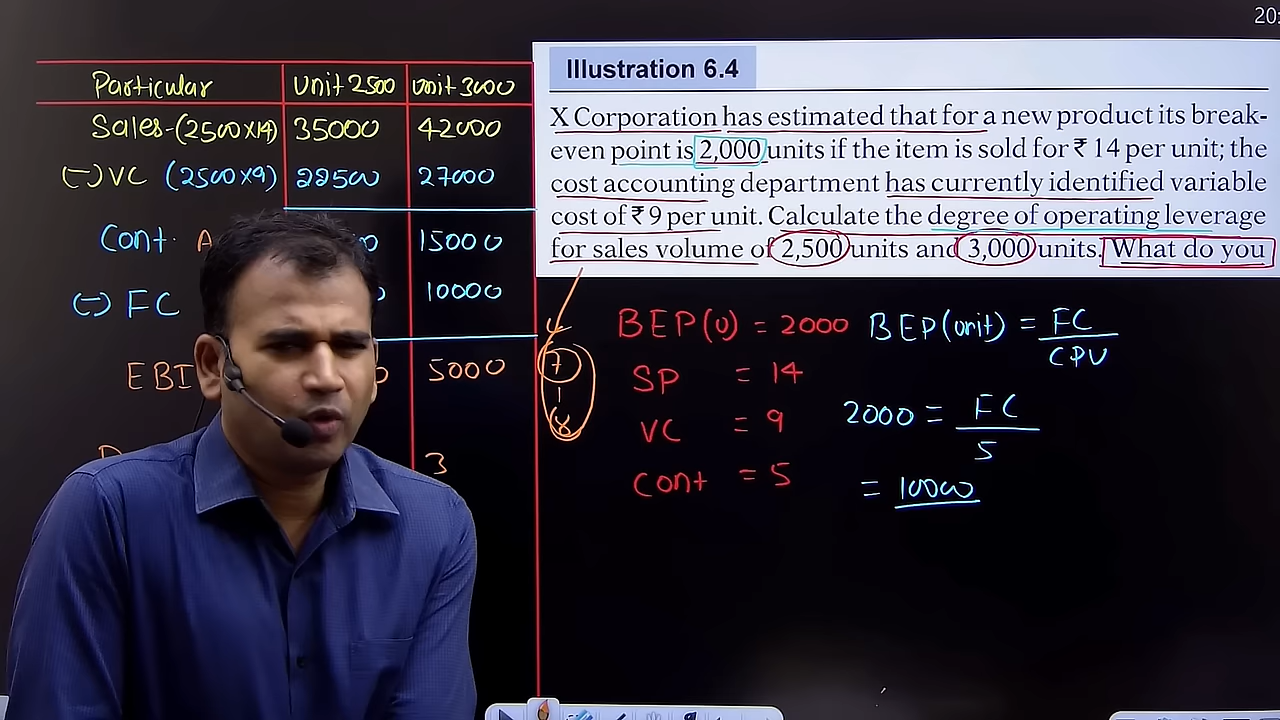 20:
Particular Unit 2500 unit 3000
Sales-(2500×14) 35000 42000
(-) VC (2500×9) 22500 27000
Cont. 15000
(-) FC 10000
EBI 5000
3
Illustration 6.4
X Corporation has estimated that for a new product its break-
even point is 2,000 units if the item is sold for ₹ 14 per unit; the
cost accounting department has currently identified variable
cost of ₹ 9 per unit. Calculate the degree of operating leverage
for sales volume of 2,500 units and 3,000 units. What do you
BEP(U) = 2000
SP = 14
VC = 9
Cont = 5
BEP(unit) = FC
CPU
2000 = FC
5
= 10000